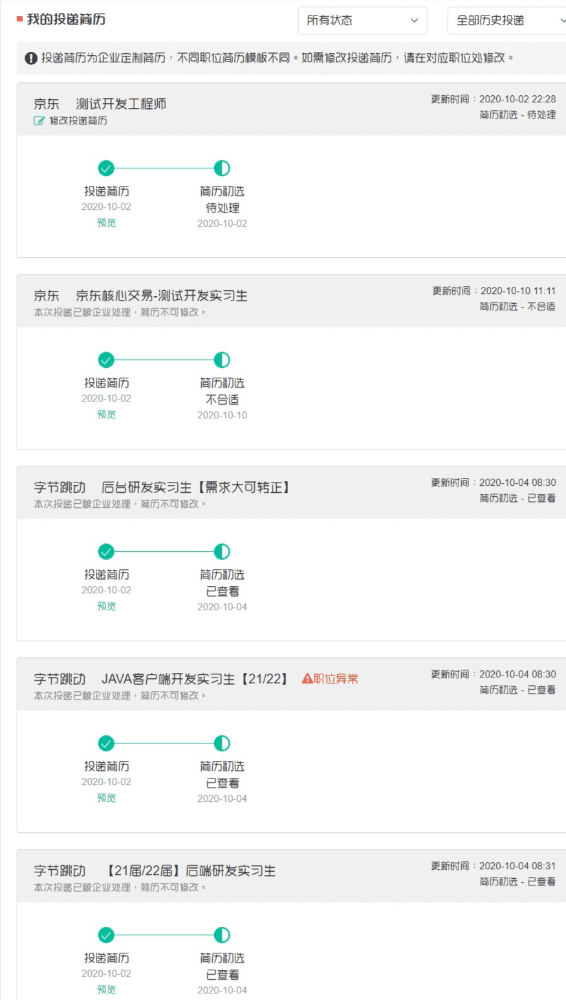 我的投递简历
所有状态
全部历史投递
投递简历为企业定制简历，不同职位简历模板不同。如需修改投递简历，请在对应职位处修改。
京东 测试开发工程师
更新时间：2020-10-02 22:28
修改投递简历
简历初选 - 待处理
投递简历
简历初选
2020-10-02
待处理
预览
2020-10-02
京东 京东核心交易-测试开发实习生
更新时间：2020-10-10 11:11
本次投递已被企业处理，简历不可修改。
简历初选 - 不合适
投递简历
简历初选
2020-10-02
不合适
预览
2020-10-10
字节跳动 后台研发实习生【需求大可转正】
更新时间：2020-10-04 08:30
本次投递已被企业处理，简历不可修改。
简历初选 - 已查看
投递简历
简历初选
2020-10-02
已查看
预览
2020-10-04
字节跳动 JAVA客户端开发实习生【21/22】 职位异常
更新时间：2020-10-04 08:30
本次投递已被企业处理，简历不可修改。
简历初选 - 已查看
投递简历
简历初选
2020-10-02
已查看
预览
2020-10-04
字节跳动 【21届/22届】后端研发实习生
更新时间：2020-10-04 08:31
本次投递已被企业处理，简历不可修改。
简历初选 - 已查看
投递简历
简历初选
2020-10-02
已查看
预览
2020-10-04